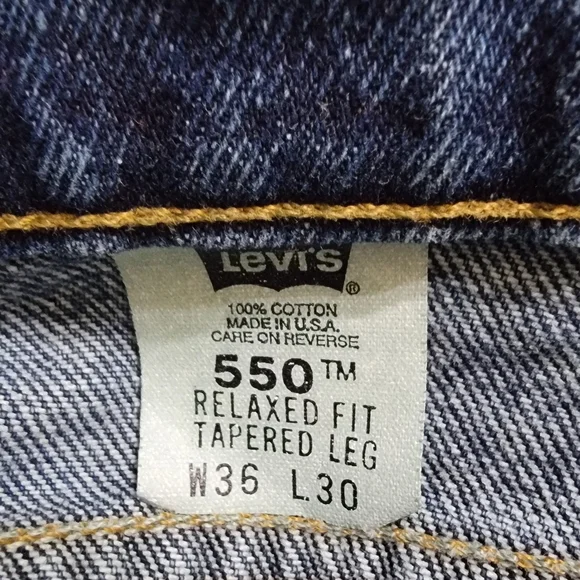 Levi's ®
100% COTTON
MADE IN U.S.A.
CARE ON REVERSE
550™
RELAXED FIT
TAPERED LEG
W36 L30